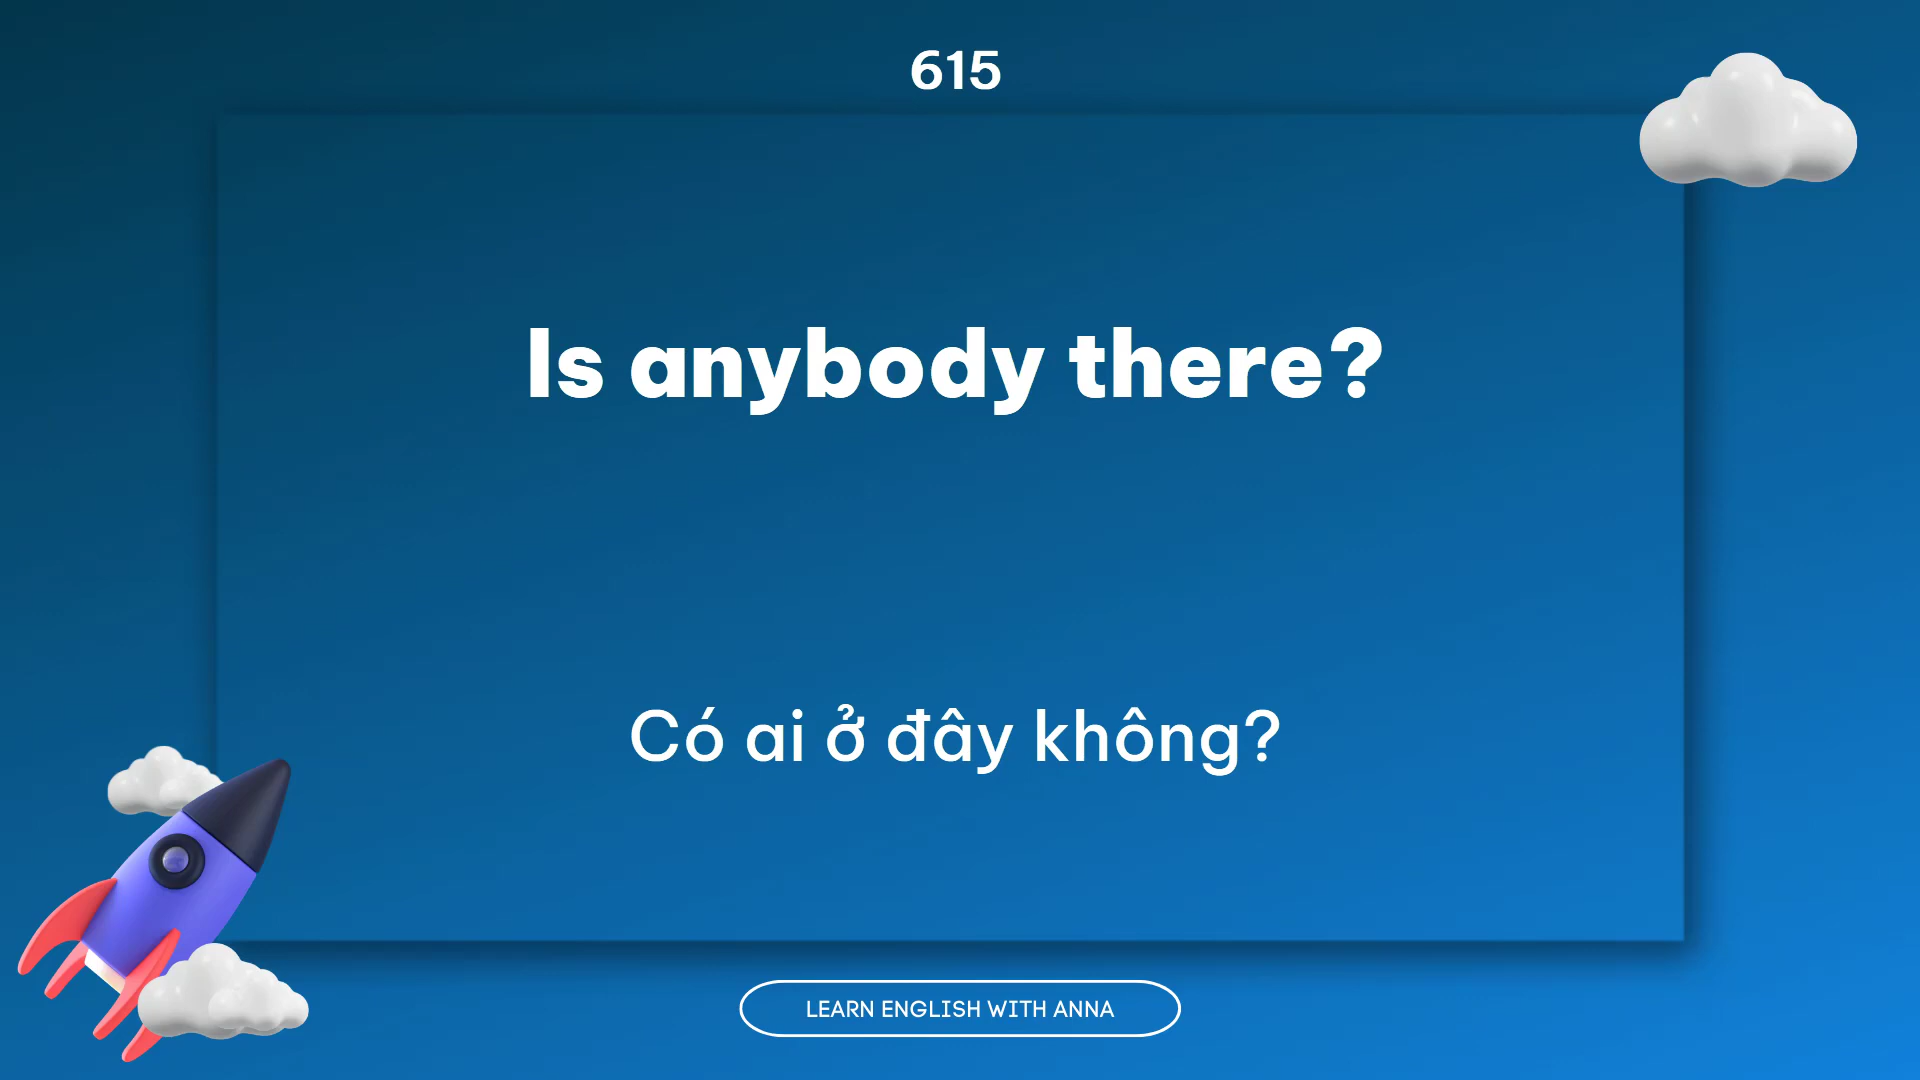 615
Is anybody there?
Có ai ở đây không?
LEARN ENGLISH WITH ANNA